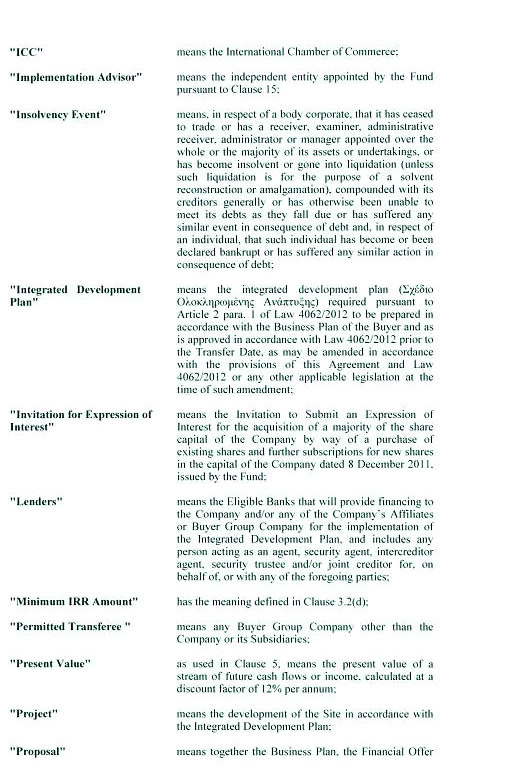 "ICC" means the International Chamber of Commerce;
"Implementation Advisor" means the independent entity appointed by the Fund
pursuant to Clause 15;
"Insolvency Event" means, in respect of a body corporate, that it has ceased
to trade or has a receiver, examiner, administrative
receiver, administrator or manager appointed over the
whole or the majority of its assets or undertakings, or
has become insolvent or gone into liquidation (unless
such liquidation is for the purpose of a solvent
reconstruction or amalgamation), compounded with its
creditors generally or has otherwise been unable to
meet its debts as they fall due or has suffered any
similar event in consequence of debt and, in respect of
an individual, that such individual has become or been
declared bankrupt or has suffered any similar action in
consequence of debt;
"Integrated Development means the integrated development plan (Σχέδιο
Plan" Ολοκληρωμένης Ανάπτυξης) required pursuant to
Article 2 para. 1 of Law 4062/2012 to be prepared in
accordance with the Business Plan of the Buyer and as
is approved in accordance with Law 4062/2012 prior to
the Transfer Date, as may be amended in accordance
with the provisions of this Agreement and Law
4062/2012 or any other applicable legislation at the
time of such amendment;
"Invitation for Expression of means the Invitation to Submit an Expression of
Interest" Interest for the acquisition of a majority of the share
capital of the Company by way of a purchase of
existing shares and further subscriptions for new shares
in the capital of the Company dated 8 December 2011,
issued by the Fund;
"Lenders" means the Eligible Banks that will provide financing to
the Company and/or any of the Company's Affiliates
or Buyer Group Company for the implementation of
the Integrated Development Plan, and includes any
person acting as an agent, security agent, intercreditor
agent, security trustee and/or joint creditor for, on
behalf of, or with any of the foregoing parties;
"Minimum IRR Amount" has the meaning defined in Clause 3.2(d);
"Permitted Transferee " means any Buyer Group Company other than the
Company or its Subsidiaries;
"Present Value" as used in Clause 5, means the present value of a
stream of future cash flows or income, calculated at a
discount factor of 12% per annum;
"Project" means the development of the Site in accordance with
the Integrated Development Plan;
"Proposal" means together the Business Plan, the Financial Offer